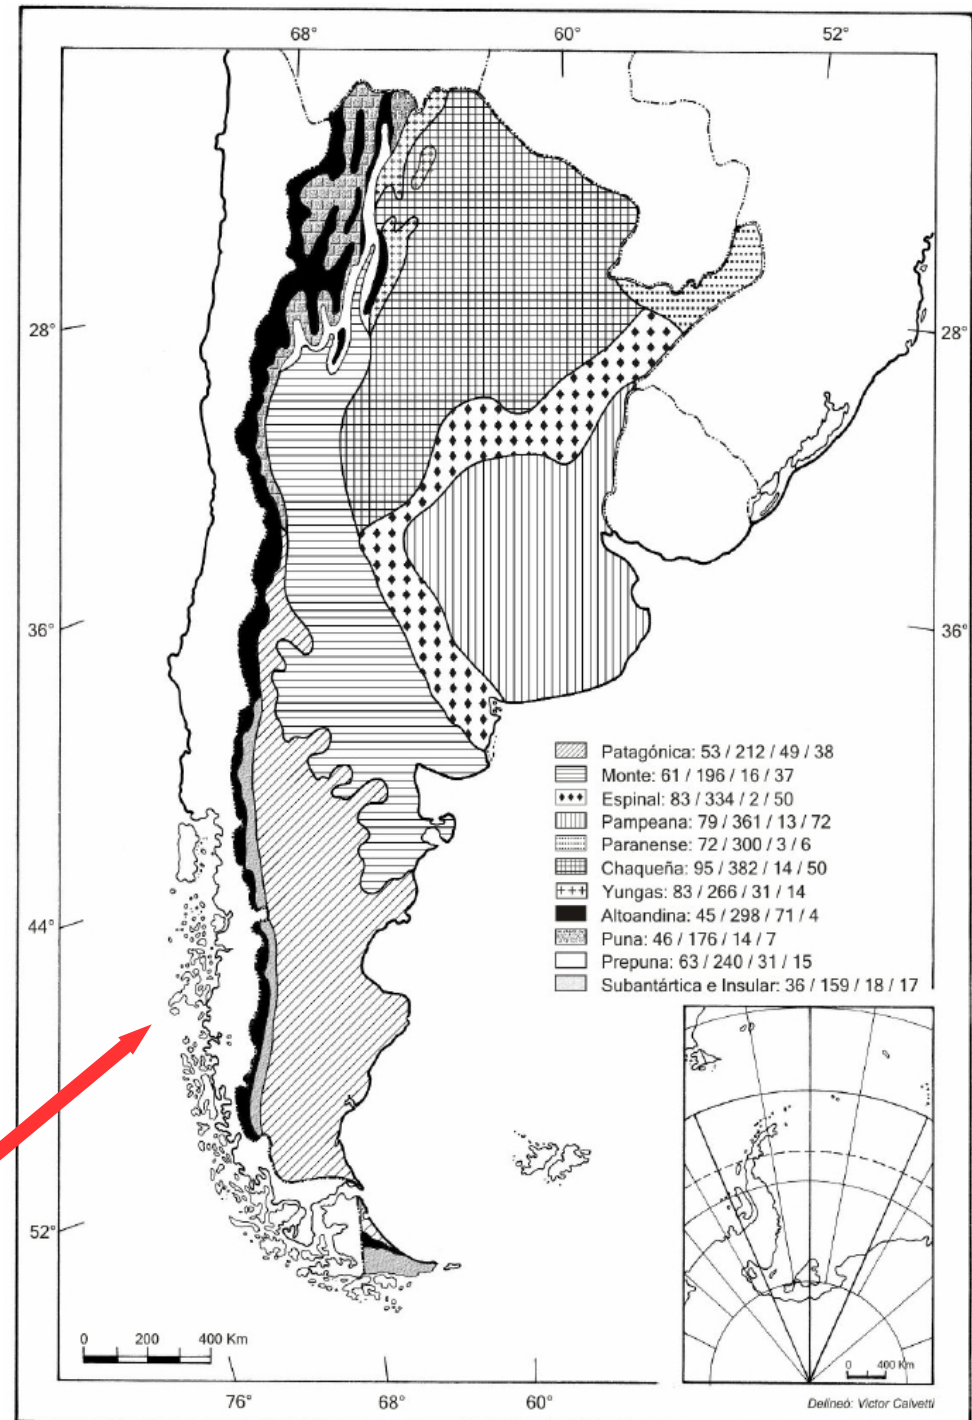 68° 60° 52°
28° 28°
36° 36°
Patagónica: 53 / 212 / 49 / 38
Monte: 61 / 196 / 16 / 37
Espinal: 83 / 334 / 2 / 50
Pampeana: 79 / 361 / 13 / 72
Paranense: 72 / 300 / 3 / 6
Chaqueña: 95 / 382 / 14 / 50
Yungas: 83 / 266 / 31 / 14
Altoandina: 45 / 298 / 71 / 4
Puna: 46 / 176 / 14 / 7
Prepuna: 63 / 240 / 31 / 15
Subantártica e Insular: 36 / 159 / 18 / 17
44°
52°
0 200 400 Km
0 400 Km
76° 68° 60°
Delineó: Victor Calvetti